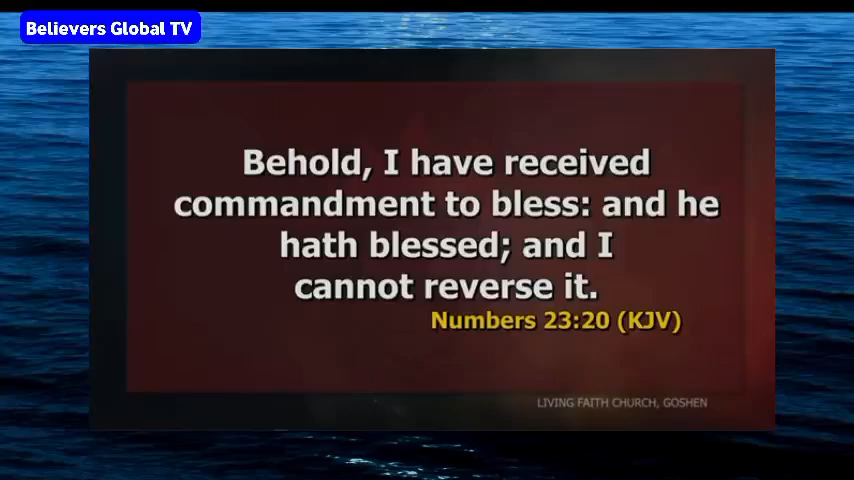 Believers Global TV
Behold, I have received
commandment to bless: and he
hath blessed; and I
cannot reverse it.
Numbers 23:20 (KJV)
LIVING FAITH CHURCH, GOSHEN